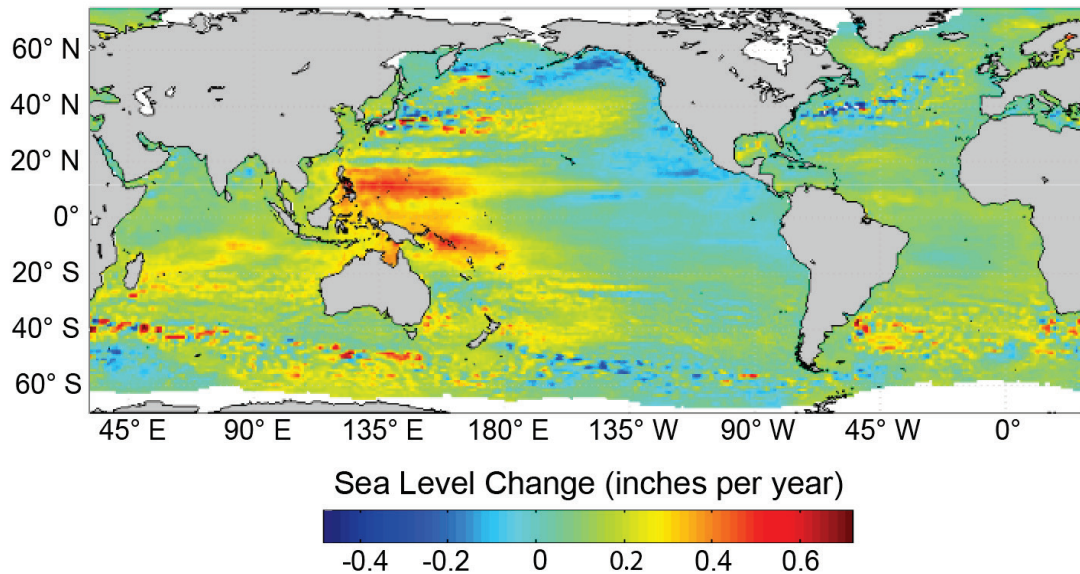 60° N
40° N
20° N
0°
20° S
40° S
60° S
45° E 90° E 135° E 180° E 135° W 90° W 45° W 0°
Sea Level Change (inches per year)
-0.4 -0.2 0 0.2 0.4 0.6